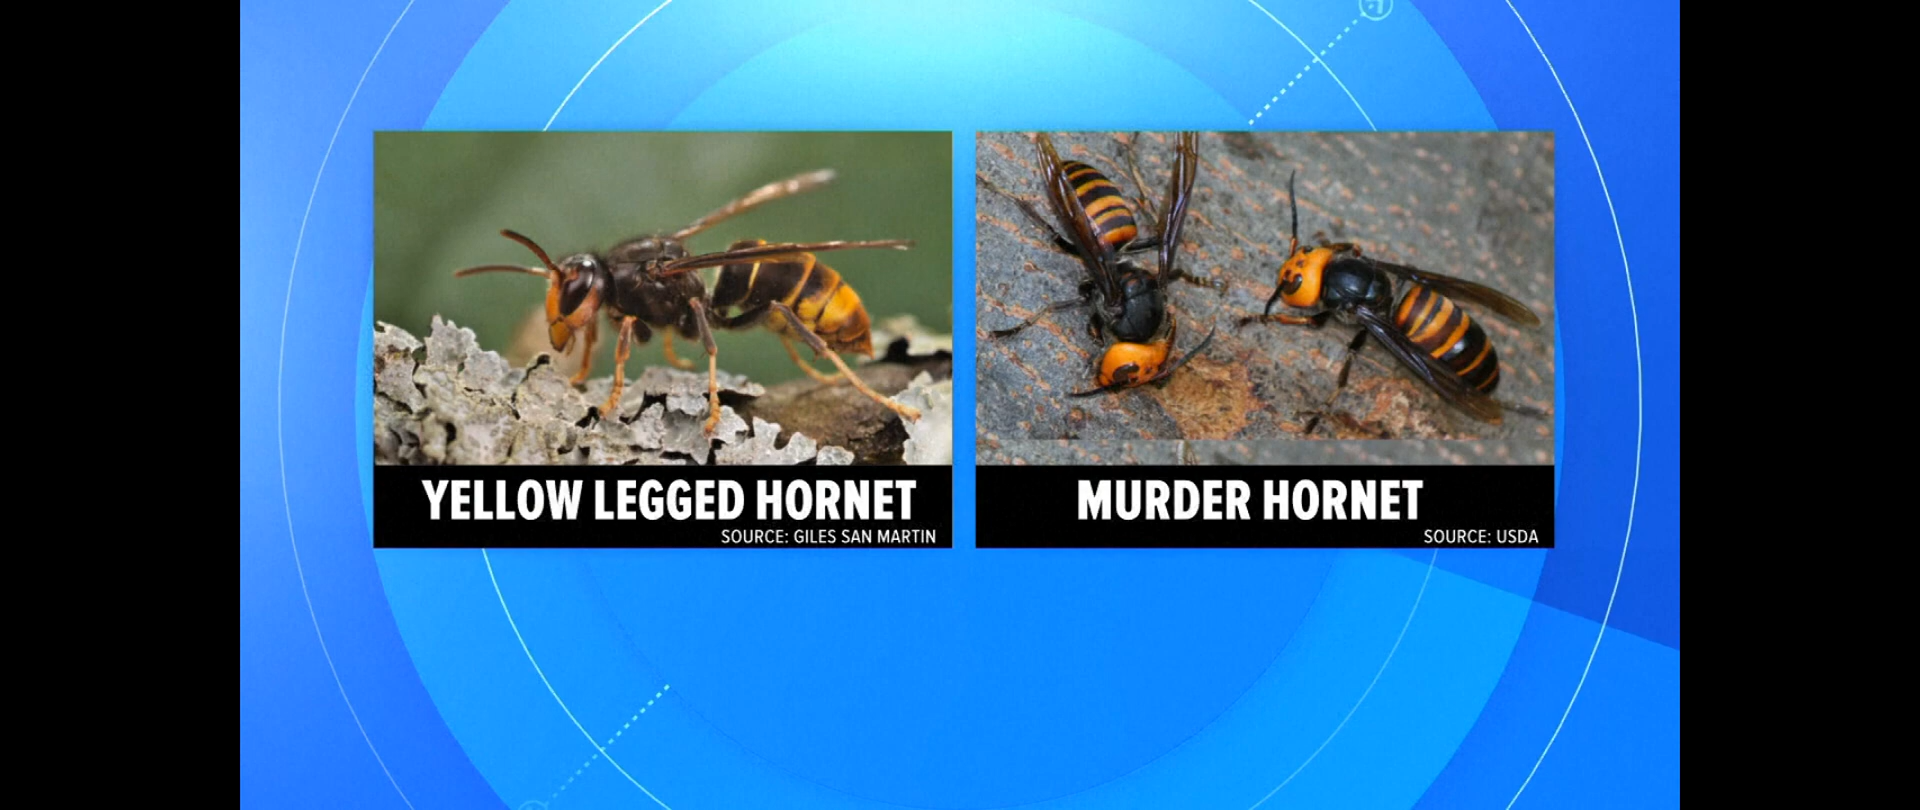 YELLOW LEGGED HORNET
SOURCE: GILES SAN MARTIN
MURDER HORNET
SOURCE: USDA